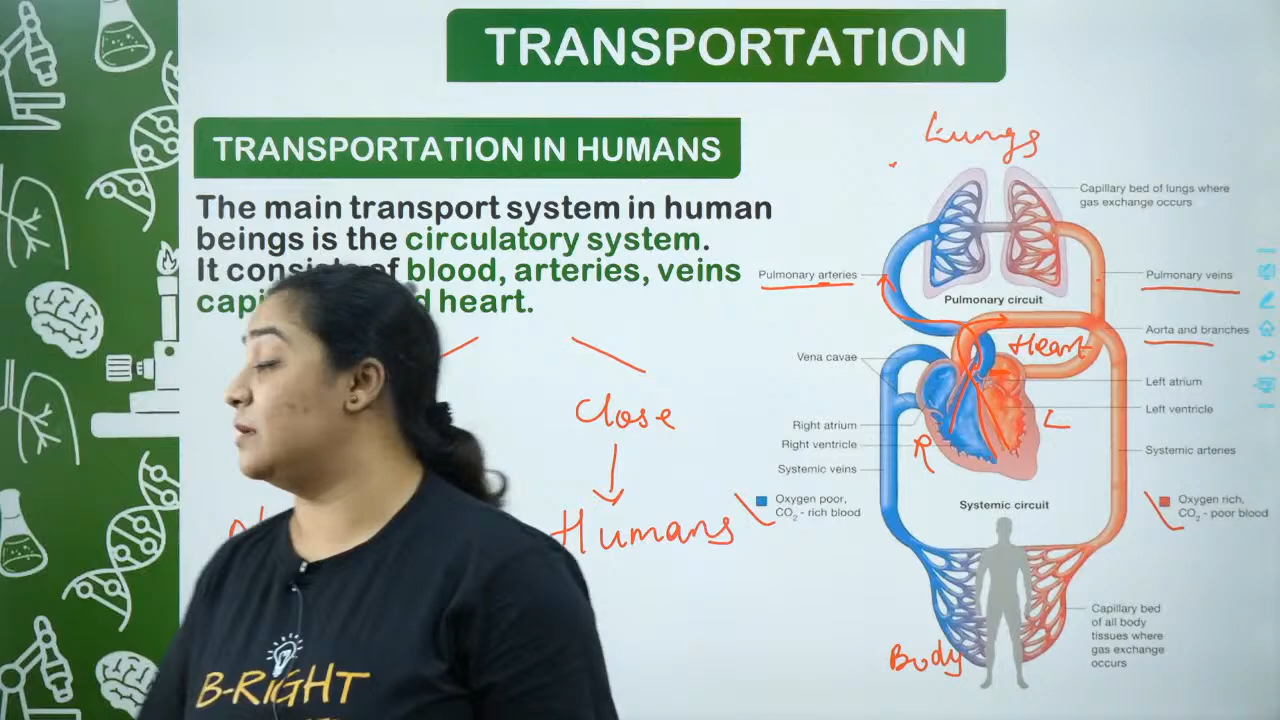 TRANSPORTATION
TRANSPORTATION IN HUMANS
The main transport system in human
beings is the circulatory system.
It consists of blood, arteries, veins
heart.
Close
Humans
Lungs
Capillary bed of lungs where
gas exchange occurs
Pulmonary arteries
Pulmonary veins
Pulmonary circuit
Aorta and branches
Heart
Vena cavae
Left atrium
Left ventricle
L
Right atrium
Right ventricle
R
Systemic arteries
Systemic veins
Oxygen poor,
CO₂ - rich blood
Systemic circuit
Oxygen rich,
CO₂ - poor blood
Capillary bed
of all body
tissues where
gas exchange
occurs
Body
B-RIGHT